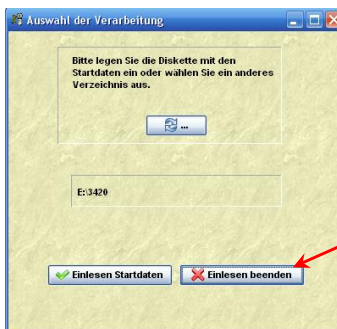 Auswahl der Verarbeitung
Bitte legen Sie die Diskette mit den
Startdaten ein oder wählen Sie ein anderes
Verzeichnis aus.
...
E:\3420
Einlesen Startdaten
Einlesen beenden